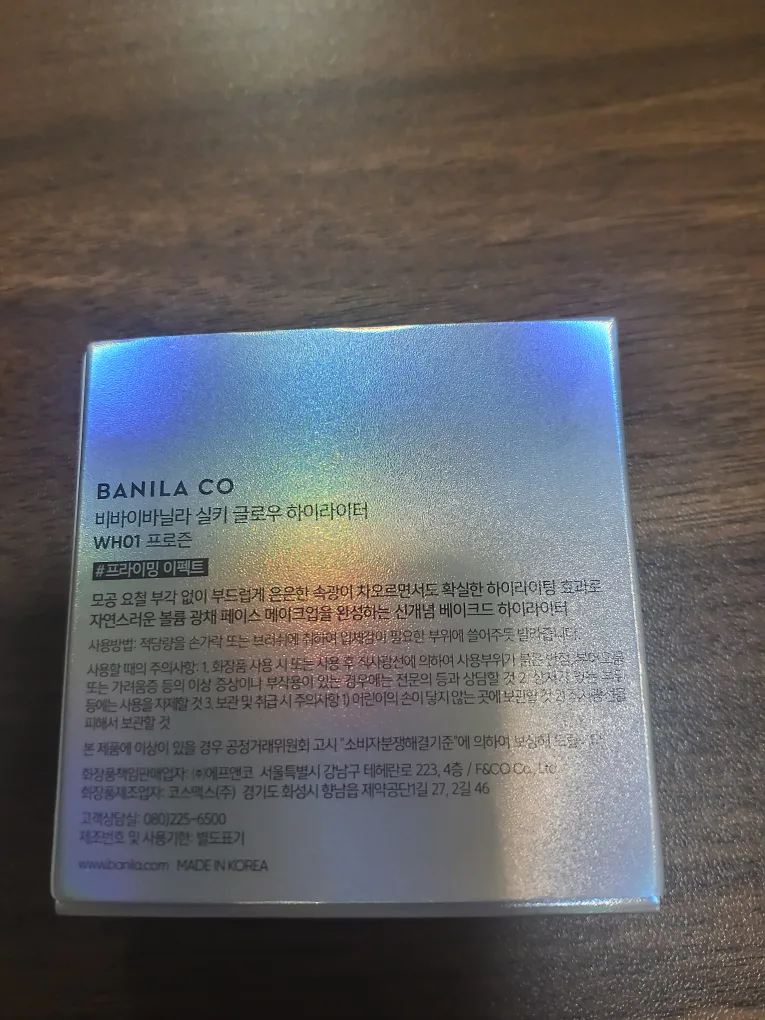 BANILA CO
비바이바닐라 실키 글로우 하이라이터
WH01 프로즌
#프라이밍 이펙트
모공 요철 부각 없이 부드럽게 은은한 속광이 차오르면서도 확실한 하이라이팅 효과로
자연스러운 볼륨 광채 페이스 메이크업을 완성하는 신개념 베이크드 하이라이터
사용방법: 적당량을 손가락 또는 브러쉬에 취하여 입체감이 필요한 부위에 쓸어주듯 발라줍니다.
사용할 때의 주의사항: 1. 화장품 사용 시 또는 사용 후 직사광선에 의하여 사용부위가 붉은 반점, 부어오름
또는 가려움증 등의 이상 증상이나 부작용이 있는 경우에는 전문의 등과 상담할 것 2. 상처가 있는 부위
등에는 사용을 자제할 것 3. 보관 및 취급 시 주의사항 1) 어린이의 손이 닿지 않는 곳에 보관할 것 2) 직사광선을
피해서 보관할 것
본 제품에 이상이 있을 경우 공정거래위원회 고시 "소비자분쟁해결기준"에 의하여 보상해 드립니다.
화장품책임판매업자: ㈜에프앤코 서울특별시 강남구 테헤란로 223, 4층 / F&CO Co., Ltd.
화장품제조업자: 코스맥스(주) 경기도 화성시 향남읍 제약공단1길 27, 2길 46
고객상담실: 080)225-6500
제조번호 및 사용기한: 별도표기
www.banila.com MADE IN KOREA